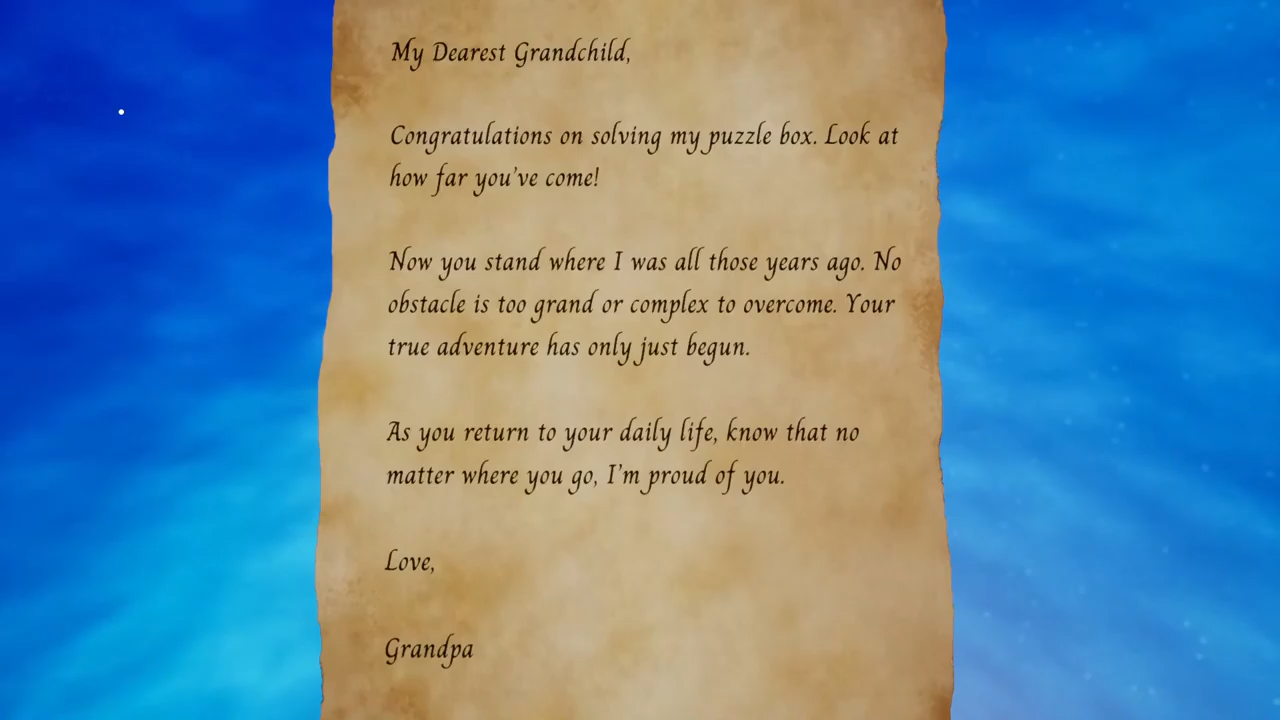 My Dearest Grandchild,
Congratulations on solving my puzzle box. Look at
how far you've come!
Now you stand where I was all those years ago. No
obstacle is too grand or complex to overcome. Your
true adventure has only just begun.
As you return to your daily life, know that no
matter where you go, I'm proud of you.
Love,
Grandpa